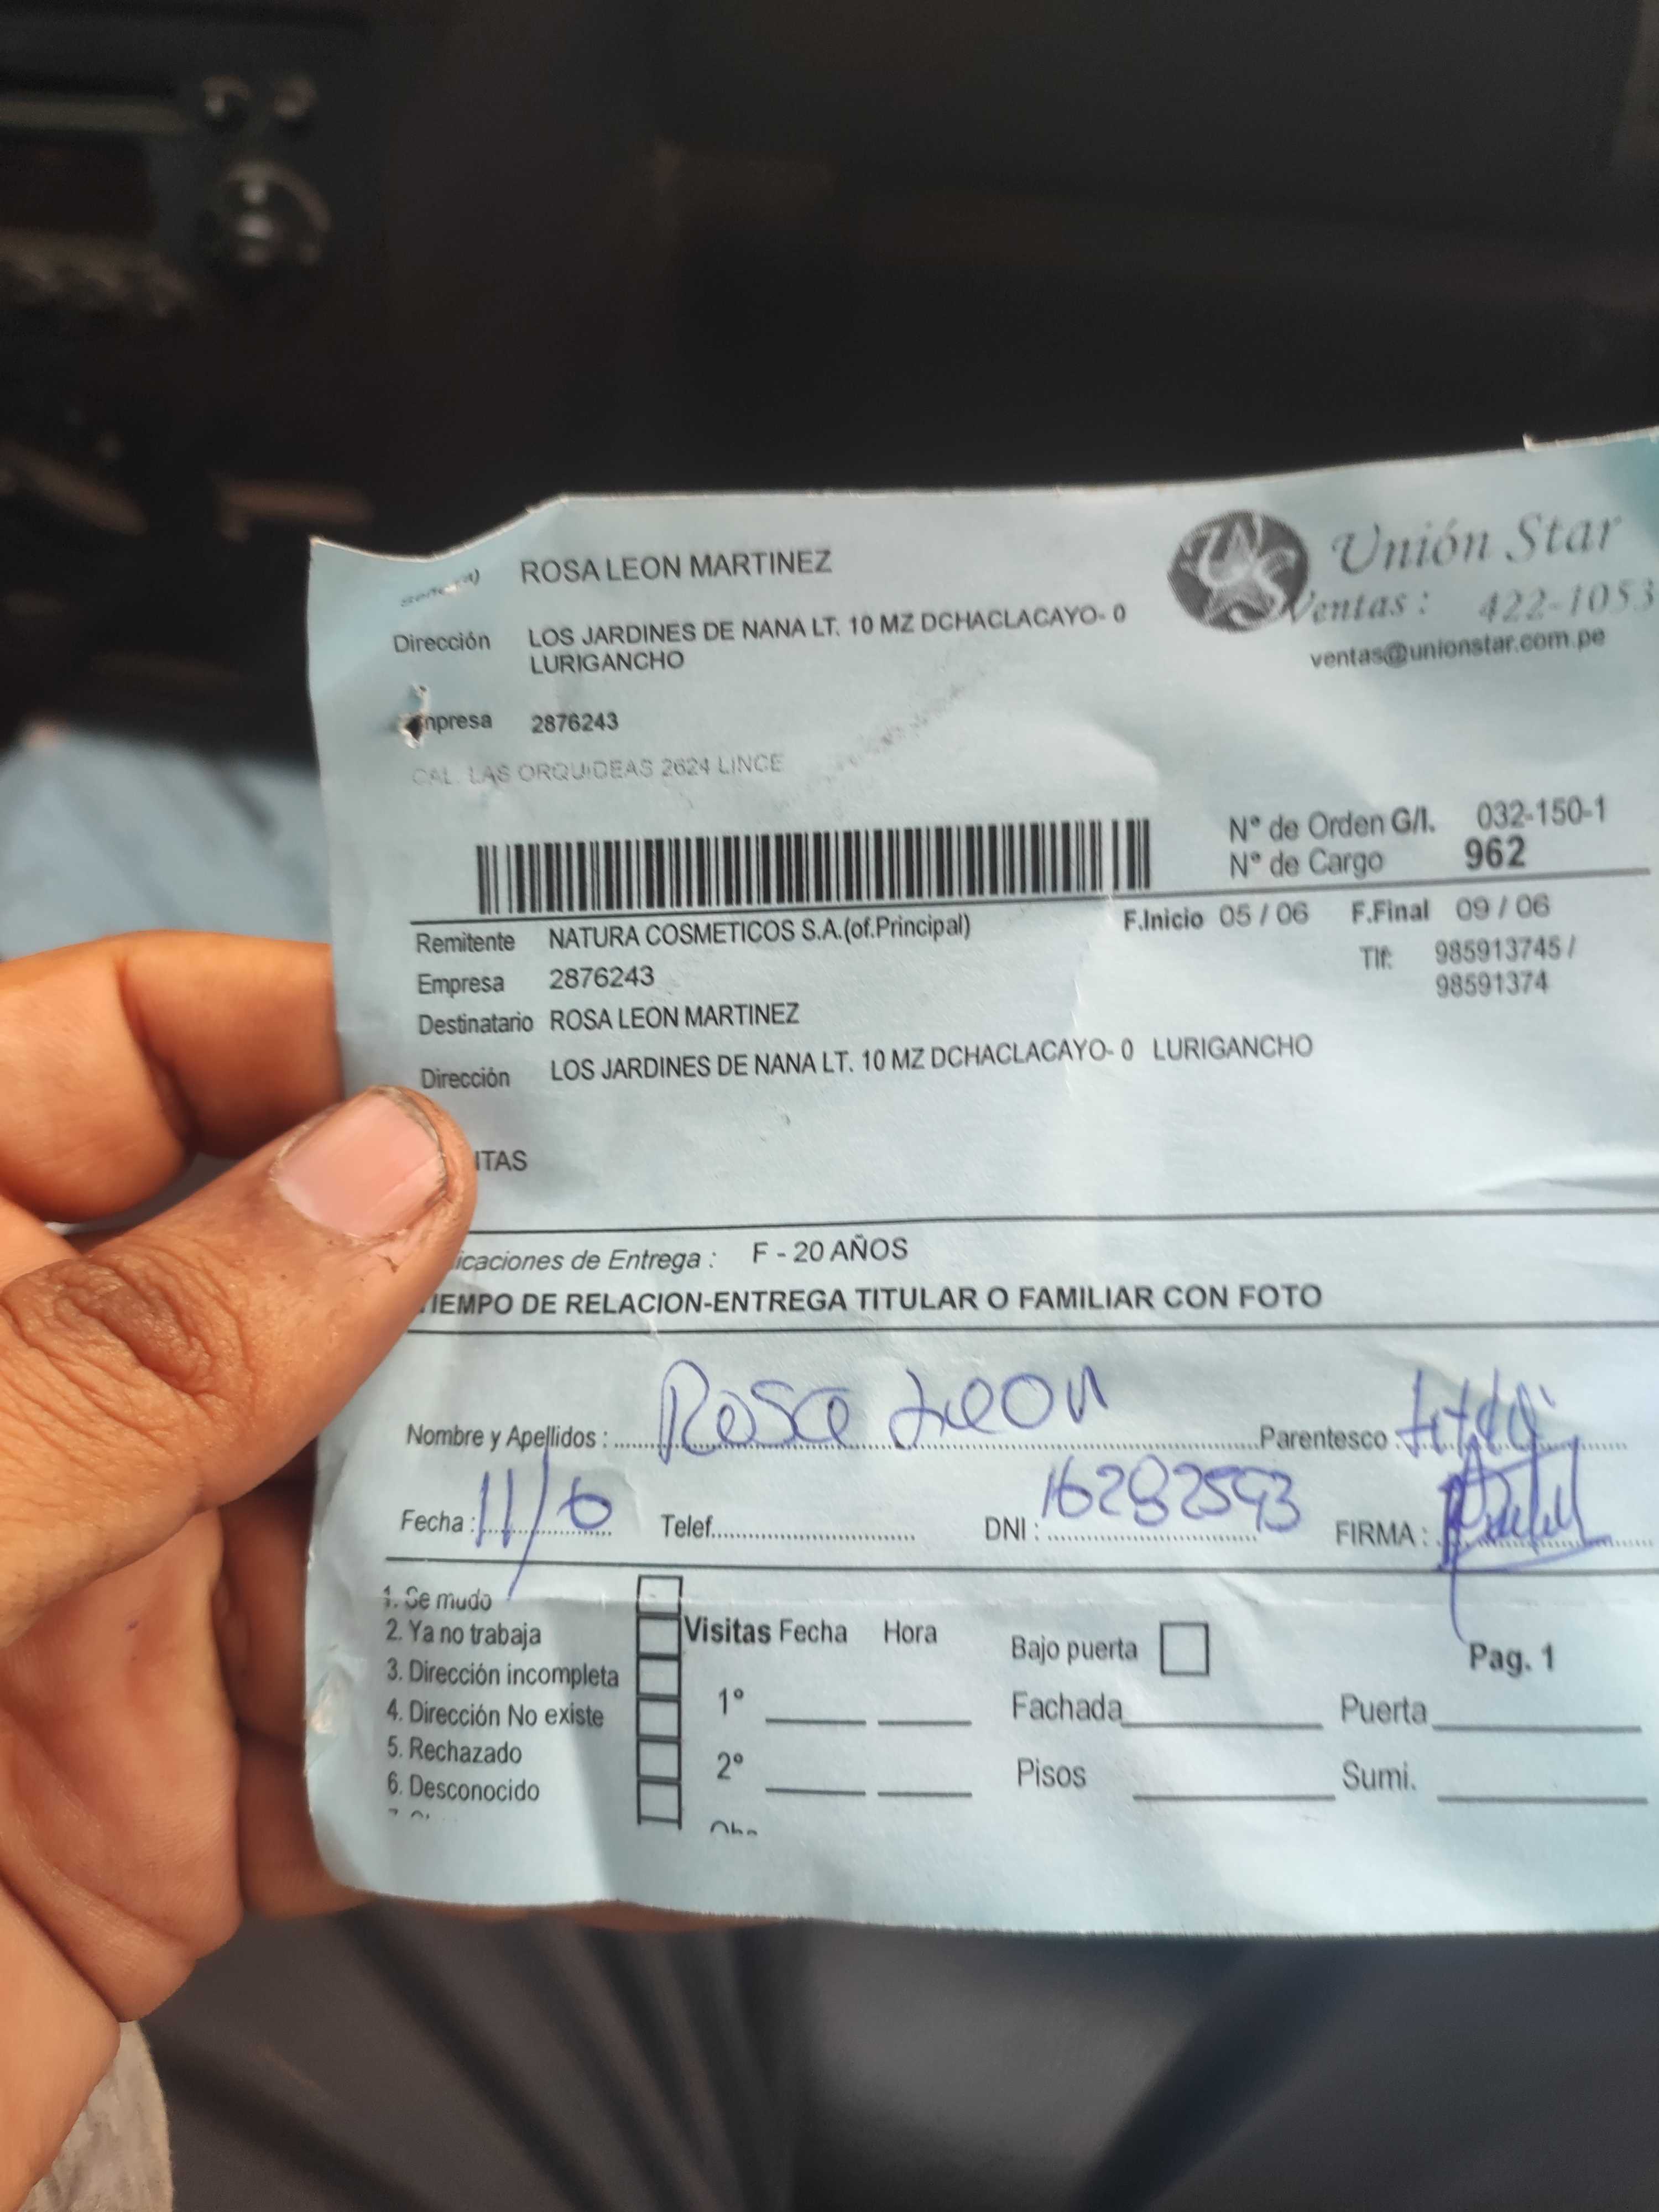 ROSA LEON MARTINEZ
Unión Star
Ventas : 422-1053
ventas@unionstar.com.pe
Dirección LOS JARDINES DE NANA LT. 10 MZ DCHACLACAYO- 0
LURIGANCHO
mpresa 2876243
CAL. LAS ORQUIDEAS 2624 LINCE
N° de Orden G/I. 032-150-1
N° de Cargo 962
Remitente NATURA COSMETICOS S.A.(of.Principal) F.Inicio 05 / 06 F.Final 09 / 06
Empresa 2876243 Tlf: 985913745 /
98591374
Destinatario ROSA LEON MARTINEZ
Dirección LOS JARDINES DE NANA LT. 10 MZ DCHACLACAYO- 0 LURIGANCHO
ITAS
icaciones de Entrega : F - 20 AÑOS
TIEMPO DE RELACION-ENTREGA TITULAR O FAMILIAR CON FOTO
Nombre y Apellidos : Rosa Leon Parentesco :
Fecha : 11/6 Telef. DNI : 16282593 FIRMA :
1. Se mudo
2. Ya no trabaja
3. Dirección incompleta
4. Dirección No existe
5. Rechazado
6. Desconocido
Visitas Fecha Hora
1°
2°
Bajo puerta
Pag. 1
Fachada Puerta
Pisos Sumi.